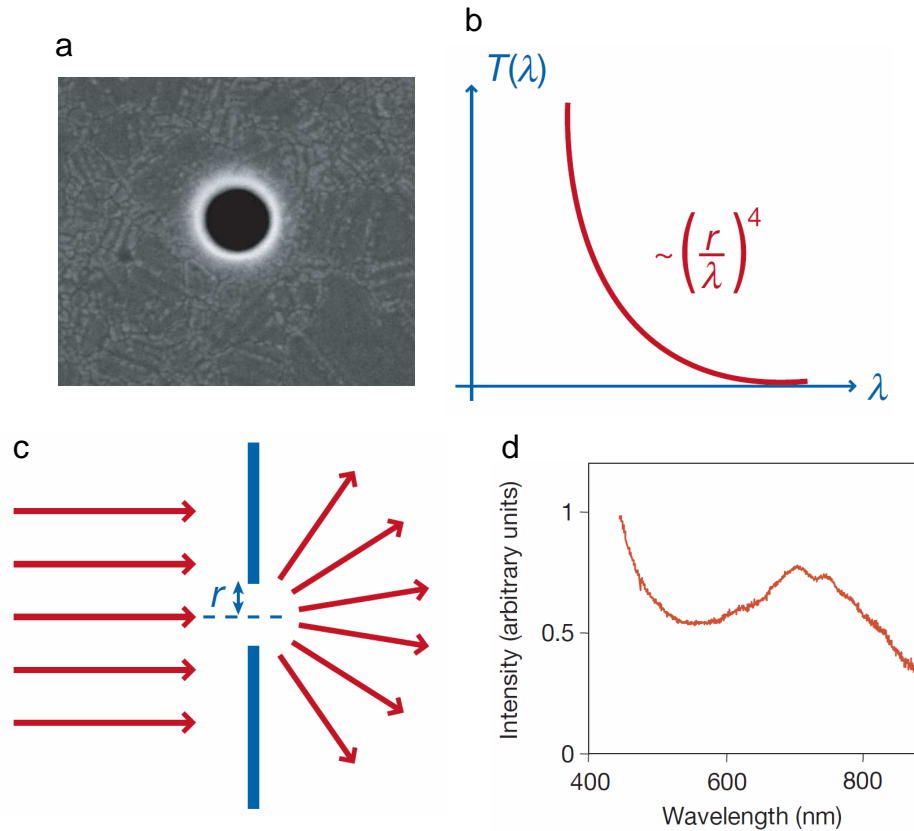 a
b
T(λ)
~ (r/λ)⁴
λ
c
r
d
Intensity (arbitrary units)
1
0.5
0
400
600
800
Wavelength (nm)